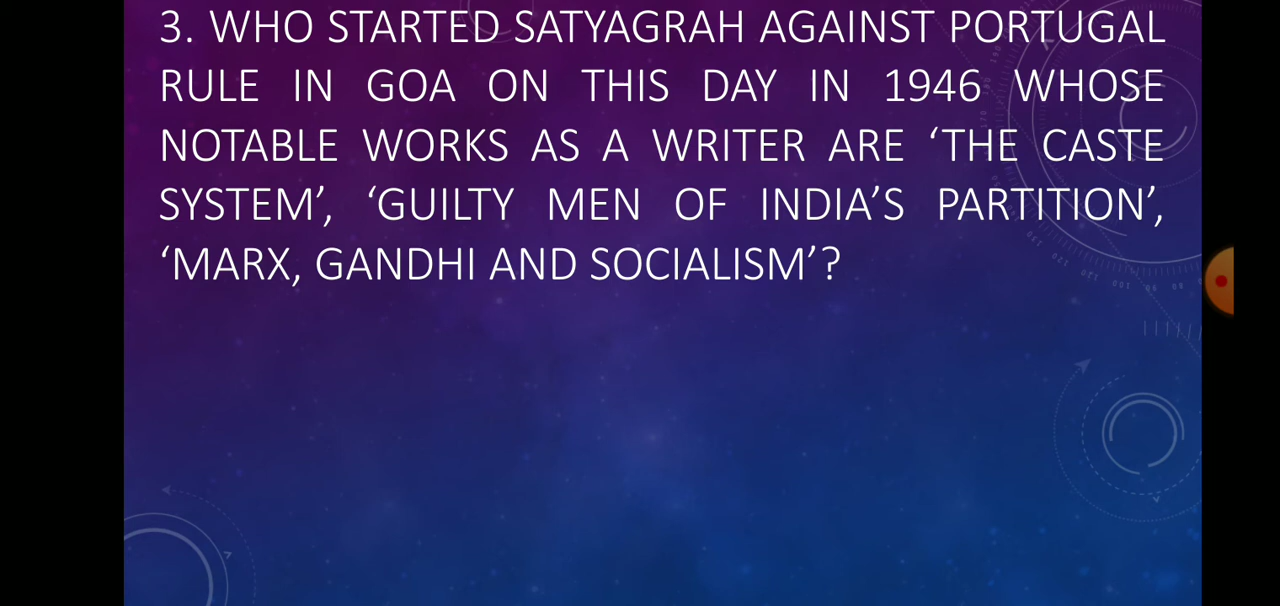 3. WHO STARTED SATYAGRAH AGAINST PORTUGAL
RULE IN GOA ON THIS DAY IN 1946 WHOSE
NOTABLE WORKS AS A WRITER ARE ‘THE CASTE
SYSTEM’, ‘GUILTY MEN OF INDIA’S PARTITION’,
‘MARX, GANDHI AND SOCIALISM’?